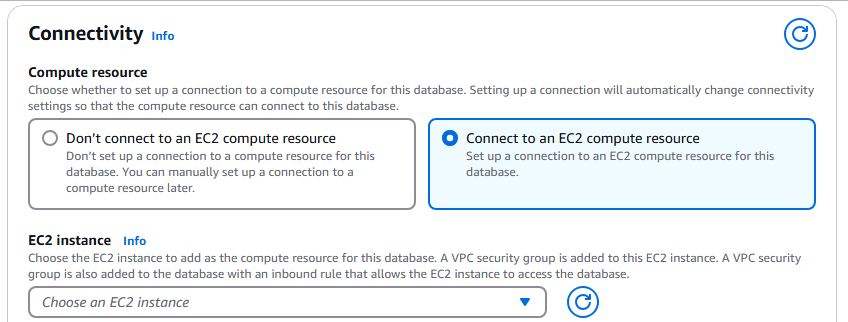 Connectivity Info
Compute resource
Choose whether to set up a connection to a compute resource for this database. Setting up a connection will automatically change connectivity
settings so that the compute resource can connect to this database.
Don’t connect to an EC2 compute resource
Don’t set up a connection to a compute resource for this
database. You can manually set up a connection to a
compute resource later.
Connect to an EC2 compute resource
Set up a connection to an EC2 compute resource for this
database.
EC2 instance Info
Choose the EC2 instance to add as the compute resource for this database. A VPC security group is added to this EC2 instance. A VPC security
group is also added to the database with an inbound rule that allows the EC2 instance to access the database.
Choose an EC2 instance